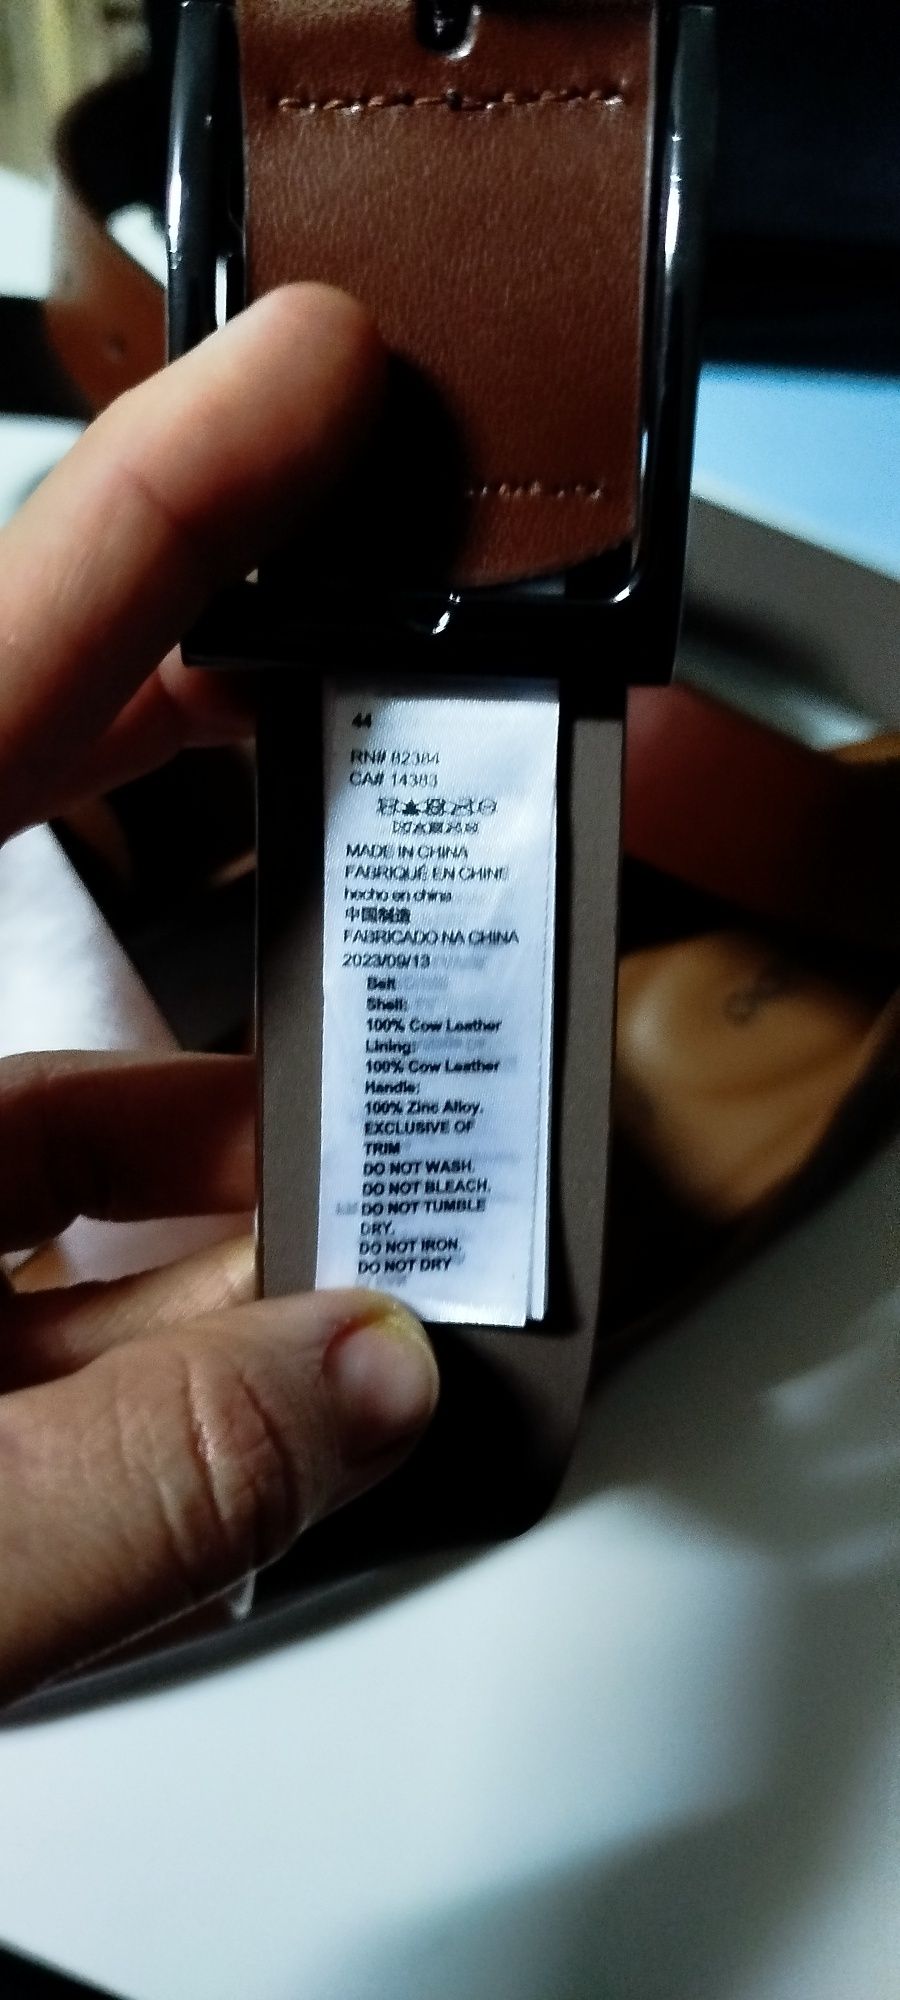 44
RN# 82384
CA# 14383
MADE IN CHINA
FABRIQUÉ EN CHINE
hecho en china
中国制造
FABRICADO NA CHINA
2023/09/13
Belt
Shell:
100% Cow Leather
Lining:
100% Cow Leather
Handle:
100% Zinc Alloy.
EXCLUSIVE OF
TRIM
DO NOT WASH.
DO NOT BLEACH.
DO NOT TUMBLE
DRY.
DO NOT IRON.
DO NOT DRY